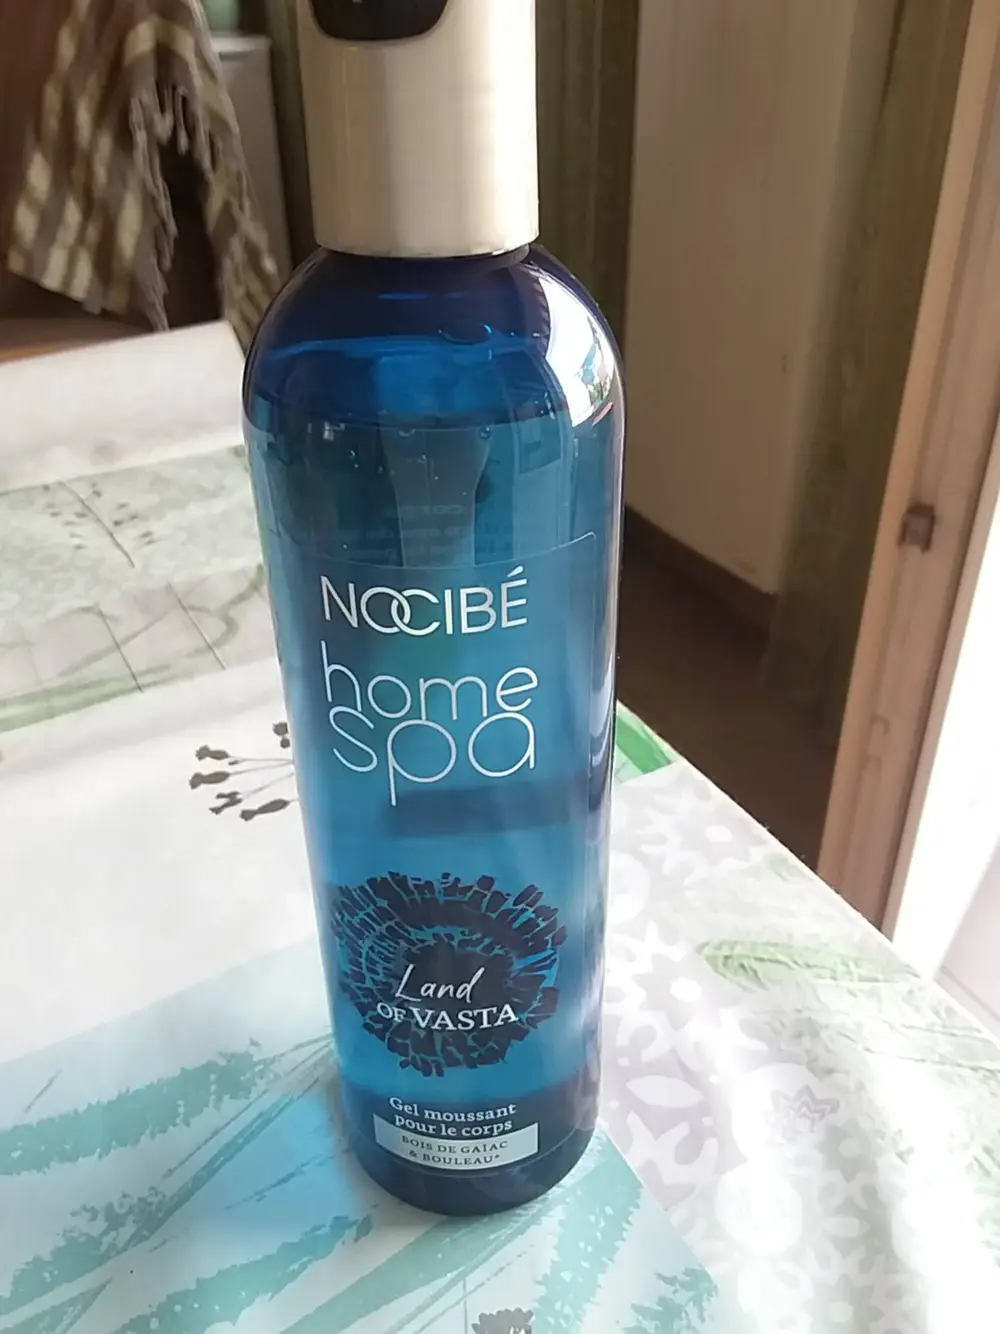 NOCIBÉ
home
spa
Land
OF VASTA
Gel moussant
pour le corps
BOIS DE GAÏAC
& BOULEAU*